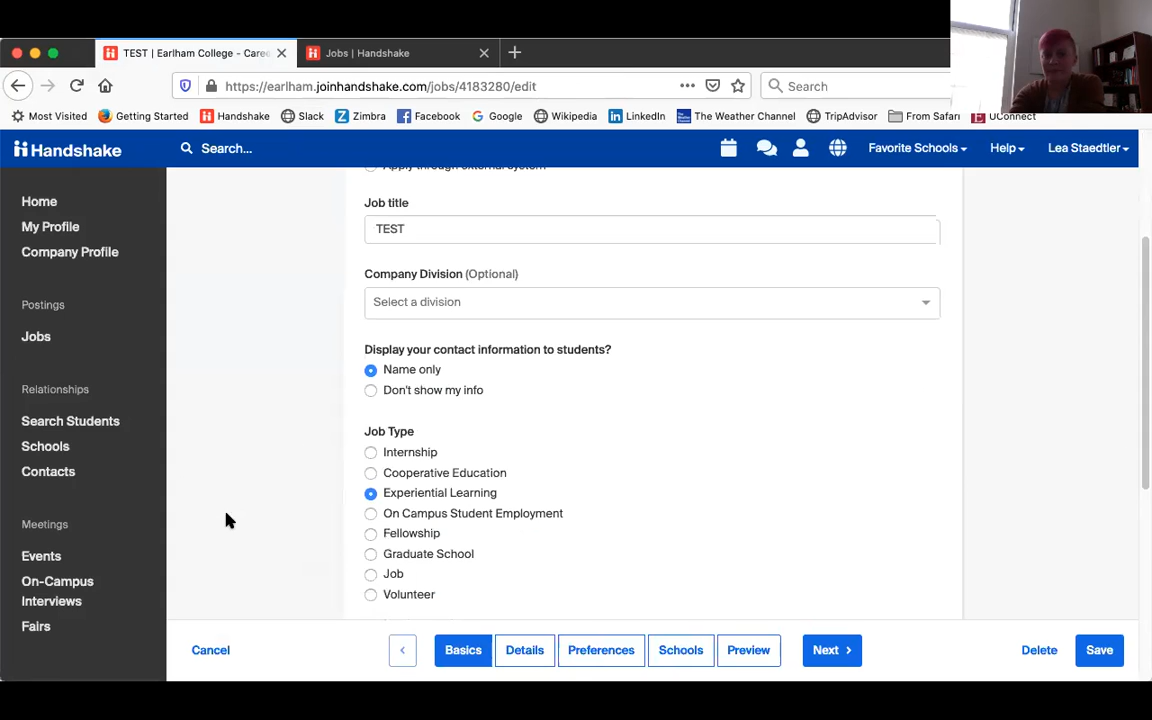 TEST | Earlham College - Caree
Jobs | Handshake
https://earlham.joinhandshake.com/jobs/4183280/edit
Search
Most Visited
Getting Started
Handshake
Slack
Zimbra
Facebook
Google
Wikipedia
LinkedIn
The Weather Channel
TripAdvisor
From Safari
UConnect
Handshake
Search...
Favorite Schools
Help
Lea Staedtler
Home
My Profile
Company Profile
Postings
Jobs
Relationships
Search Students
Schools
Contacts
Meetings
Events
On-Campus
Interviews
Fairs
Apply through external system
Job title
TEST
Company Division (Optional)
Select a division
Display your contact information to students?
Name only
Don't show my info
Job Type
Internship
Cooperative Education
Experiential Learning
On Campus Student Employment
Fellowship
Graduate School
Job
Volunteer
Cancel
Basics
Details
Preferences
Schools
Preview
Next
Delete
Save